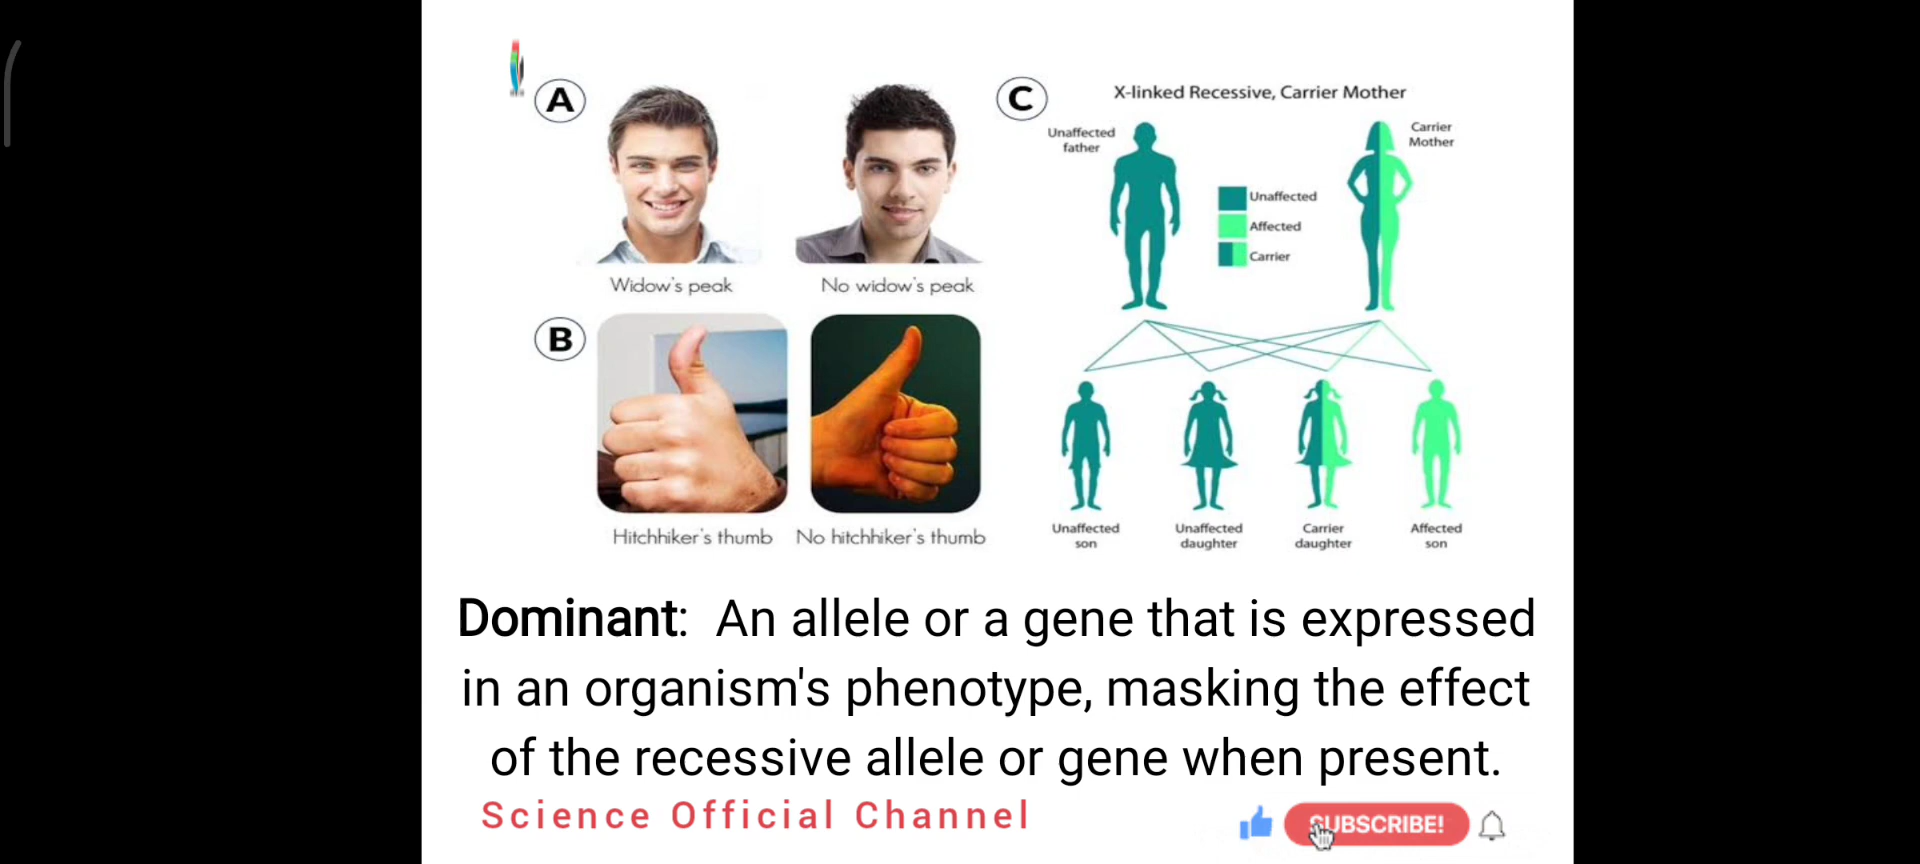 A
Widow's peak
No widow's peak
B
Hitchhiker's thumb
No hitchhiker's thumb
C
X-linked Recessive, Carrier Mother
Unaffected
father
Carrier
Mother
Unaffected
Affected
Carrier
Unaffected
son
Unaffected
daughter
Carrier
daughter
Affected
son
Dominant: An allele or a gene that is expressed
in an organism's phenotype, masking the effect
of the recessive allele or gene when present.
Science Official Channel
SUBSCRIBE!